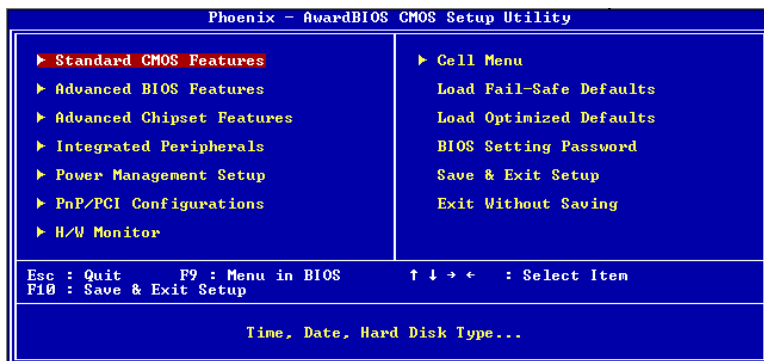 Phoenix - AwardBIOS CMOS Setup Utility
▶ Standard CMOS Features
▶ Advanced BIOS Features
▶ Advanced Chipset Features
▶ Integrated Peripherals
▶ Power Management Setup
▶ PnP/PCI Configurations
▶ H/W Monitor
▶ Cell Menu
Load Fail-Safe Defaults
Load Optimized Defaults
BIOS Setting Password
Save & Exit Setup
Exit Without Saving
Esc : Quit F9 : Menu in BIOS ↑ ↓ → ← : Select Item
F10 : Save & Exit Setup
Time, Date, Hard Disk Type...